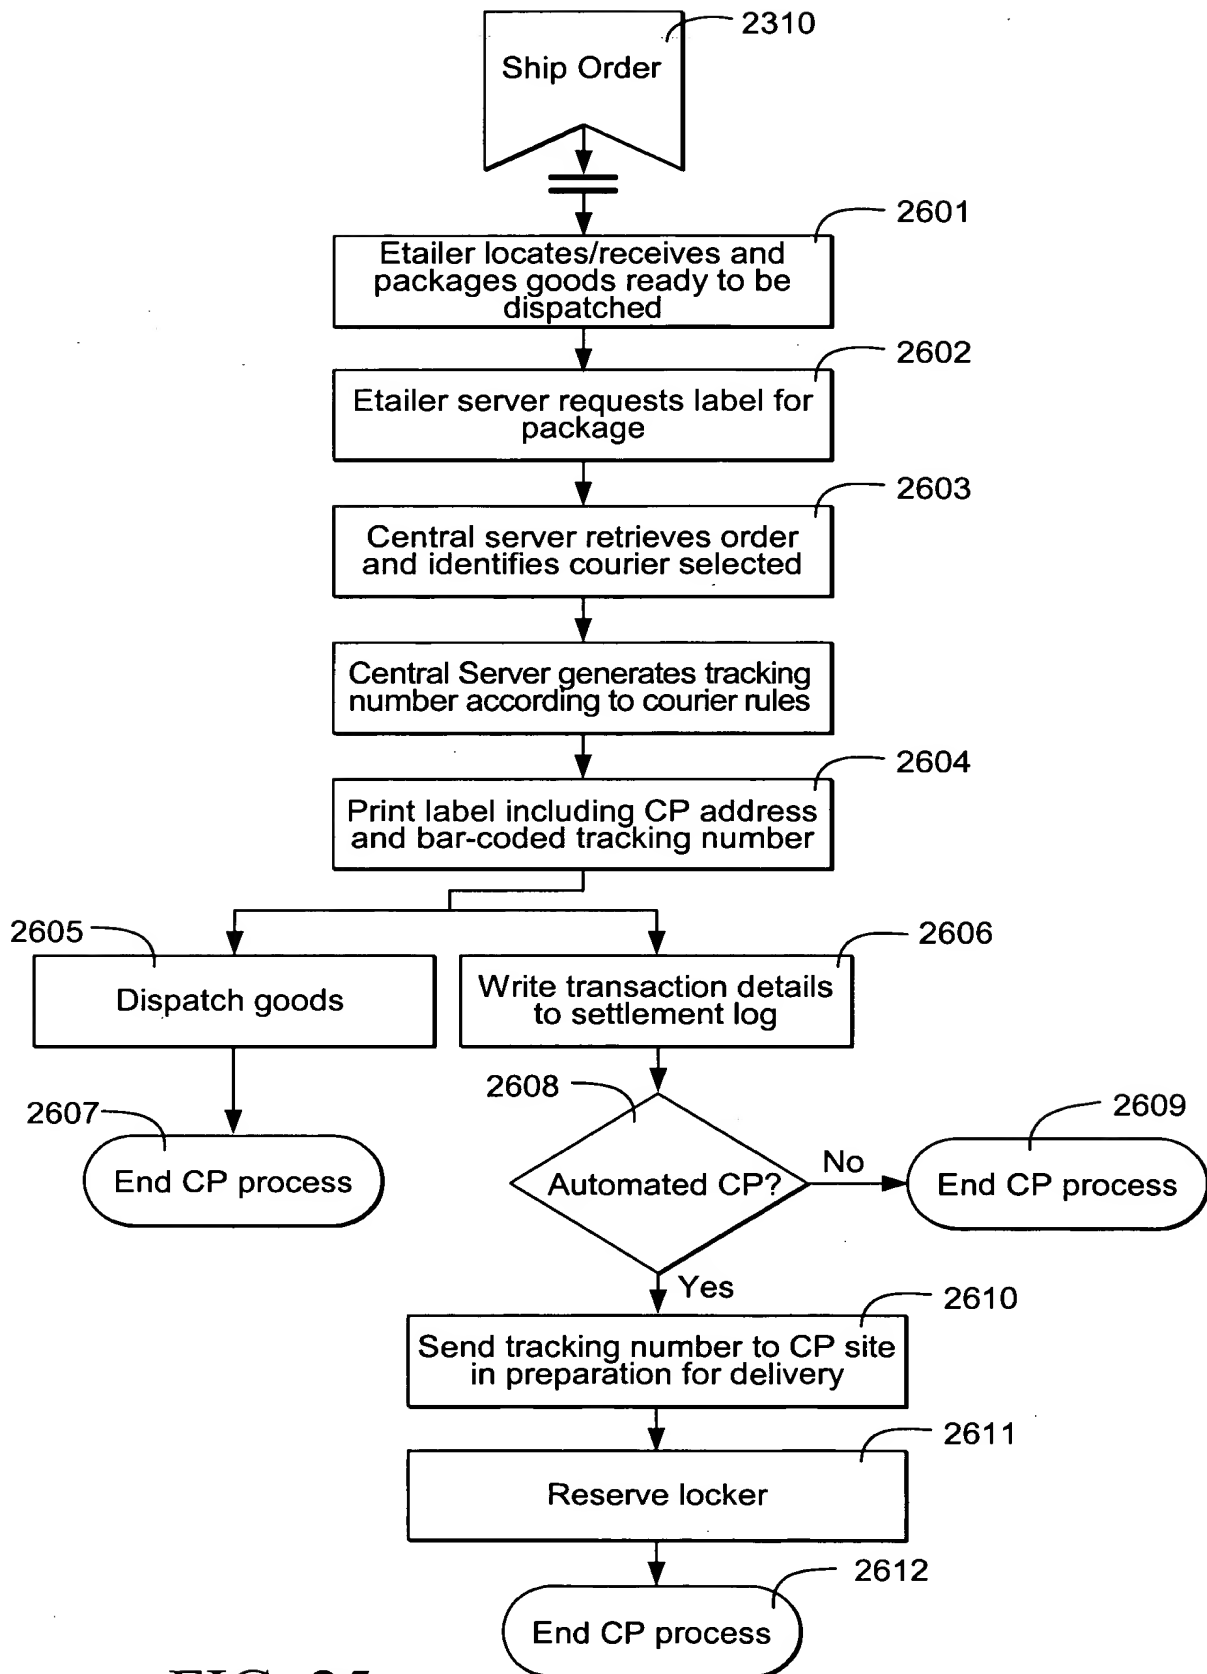 2310
Ship Order
2601
Etailer locates/receives and
packages goods ready to be
dispatched
2602
Etailer server requests label for
package
2603
Central server retrieves order
and identifies courier selected
Central Server generates tracking
number according to courier rules
2604
Print label including CP address
and bar-coded tracking number
2605
Dispatch goods
2606
Write transaction details
to settlement log
2607
End CP process
2608
Automated CP?
No
2609
End CP process
Yes
2610
Send tracking number to CP site
in preparation for delivery
2611
Reserve locker
2612
End CP process